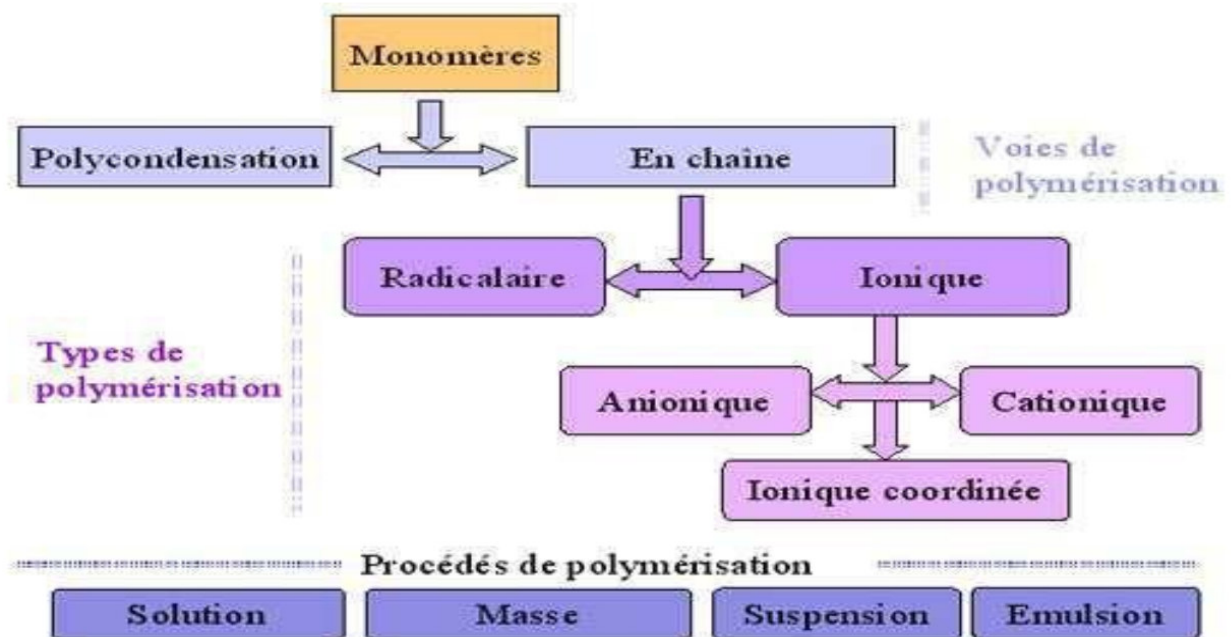 Monomères
Polycondensation
En chaîne
Voies de
polymérisation
Radicalaire
Ionique
Types de
polymérisation
Anionique
Cationique
Ionique coordinée
Procédés de polymérisation
Solution
Masse
Suspension
Emulsion